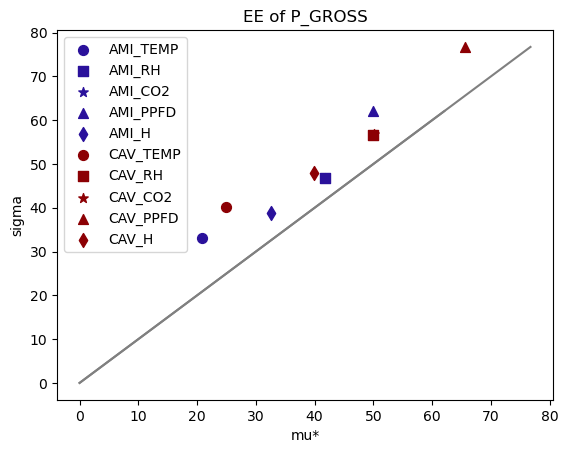 EE of P_GROSS
AMI_TEMP
AMI_RH
AMI_CO2
AMI_PPFD
AMI_H
CAV_TEMP
CAV_RH
CAV_CO2
CAV_PPFD
CAV_H
sigma
80
70
60
50
40
30
20
10
0
0 10 20 30 40 50 60 70 80
mu*